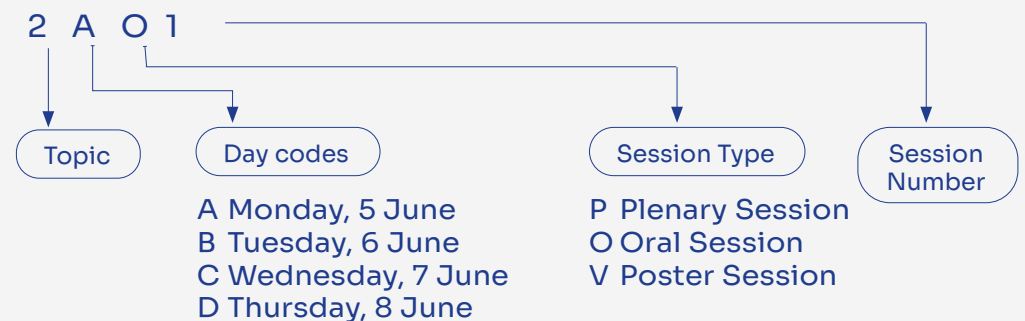 2 A O 1
Topic
Day codes
Session Type
Session
Number
A Monday, 5 June
B Tuesday, 6 June
C Wednesday, 7 June
D Thursday, 8 June
P Plenary Session
O Oral Session
V Poster Session